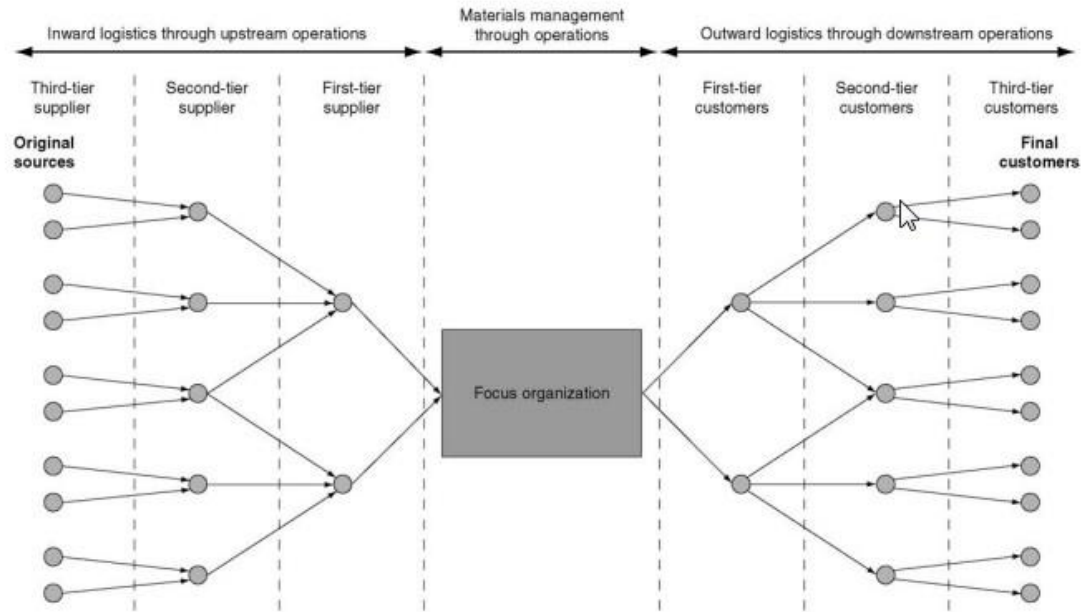 Materials management
through operations
Inward logistics through upstream operations
Outward logistics through downstream operations
Third-tier
supplier
Second-tier
supplier
First-tier
supplier
First-tier
customers
Second-tier
customers
Third-tier
customers
Original
sources
Final
customers
Focus organization